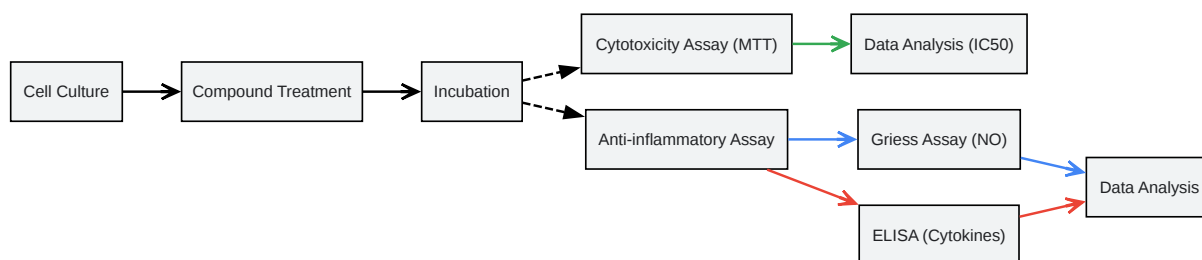 Cell Culture
Compound Treatment
Incubation
Cytotoxicity Assay (MTT)
Data Analysis (IC50)
Anti-inflammatory Assay
Griess Assay (NO)
ELISA (Cytokines)
Data Analysis